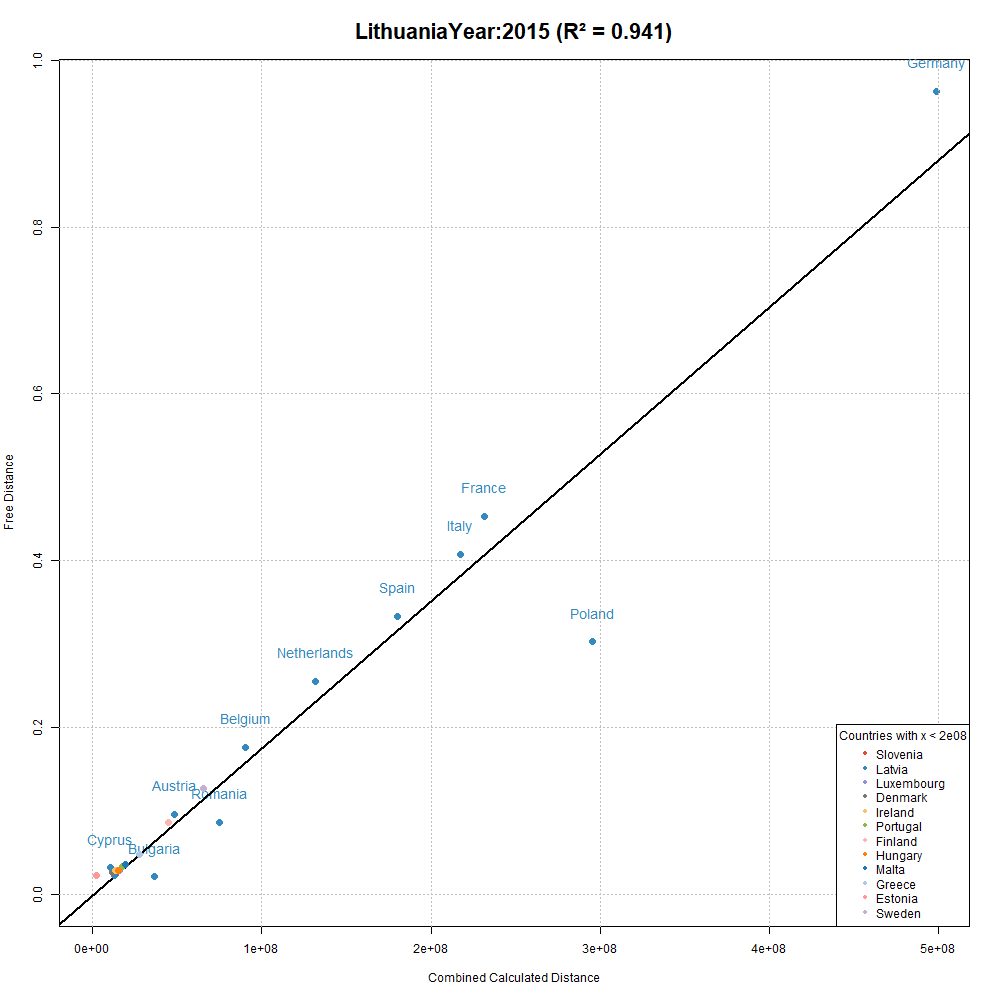 LithuaniaYear:2015 (R² = 0.941)
Germany
France
Italy
Spain
Poland
Netherlands
Belgium
Austria
Romania
Cyprus
Bulgaria
1.0
0.8
0.6
0.4
0.2
0.0
Free Distance
0e+00 1e+08 2e+08 3e+08 4e+08 5e+08
Combined Calculated Distance
Countries with x < 2e08
Slovenia
Latvia
Luxembourg
Denmark
Ireland
Portugal
Finland
Hungary
Malta
Greece
Estonia
Sweden